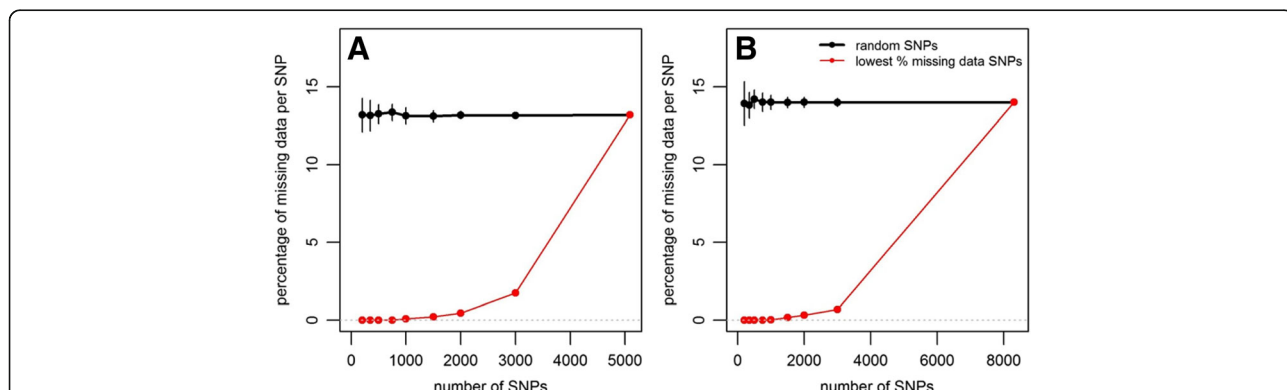 A
percentage of missing data per SNP
15
10
5
0
0 1000 2000 3000 4000 5000
number of SNPs
B
random SNPs
lowest % missing data SNPs
percentage of missing data per SNP
15
10
5
0
0 2000 4000 6000 8000
number of SNPs